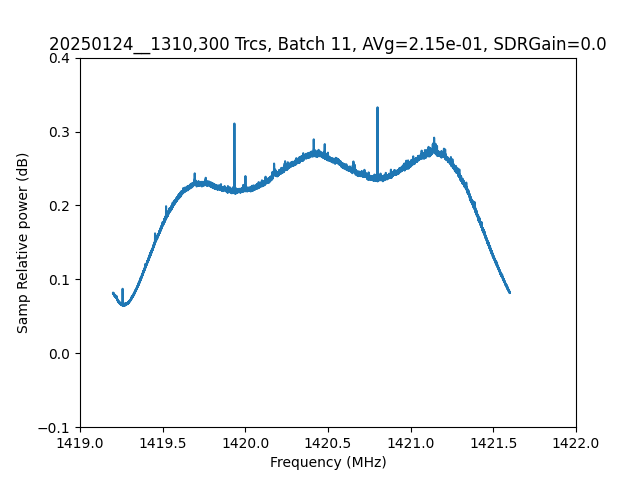 20250124__1310,300 Trcs, Batch 11, AVg=2.15e-01, SDRGain=0.0
Samp Relative power (dB)
0.4
0.3
0.2
0.1
0.0
−0.1
1419.0 1419.5 1420.0 1420.5 1421.0 1421.5 1422.0
Frequency (MHz)